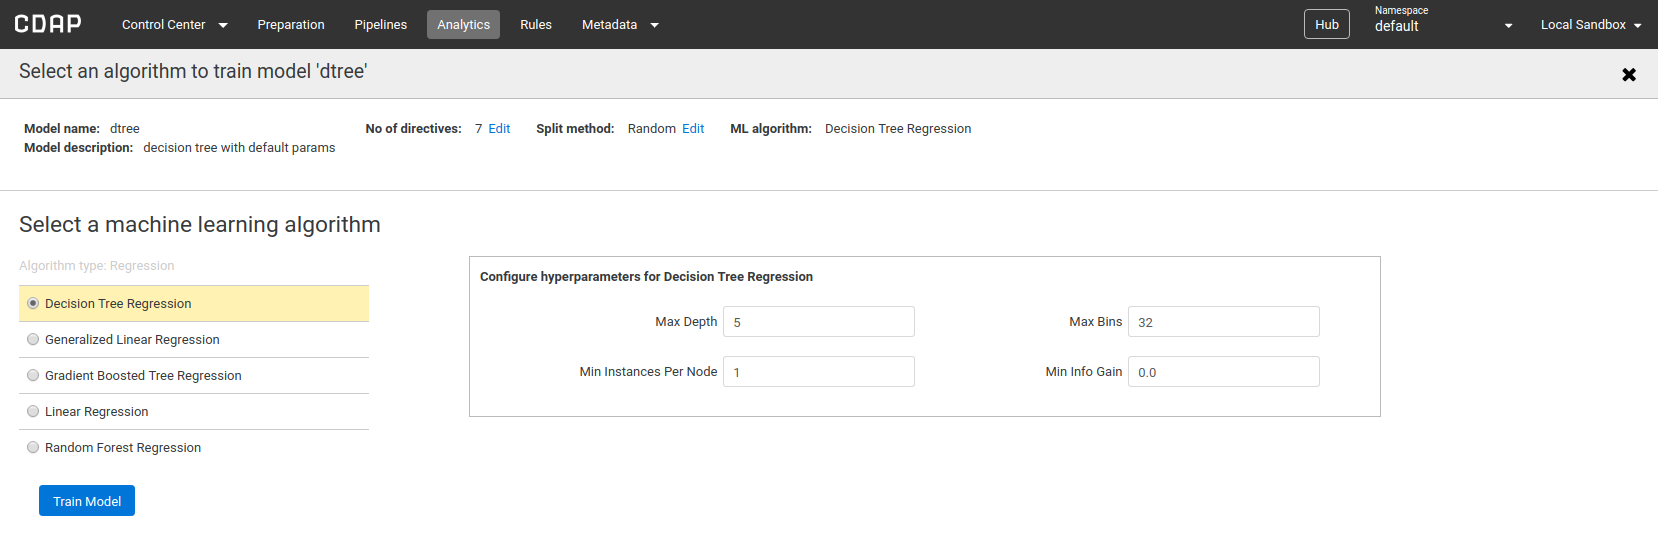 CDAP Control Center Preparation Pipelines Analytics Rules Metadata Hub Namespace default Local Sandbox
Select an algorithm to train model 'dtree'
Model name: dtree No of directives: 7 Edit Split method: Random Edit ML algorithm: Decision Tree Regression
Model description: decision tree with default params
Select a machine learning algorithm
Algorithm type: Regression
Decision Tree Regression
Generalized Linear Regression
Gradient Boosted Tree Regression
Linear Regression
Random Forest Regression
Train Model
Configure hyperparameters for Decision Tree Regression
Max Depth 5 Max Bins 32
Min Instances Per Node 1 Min Info Gain 0.0